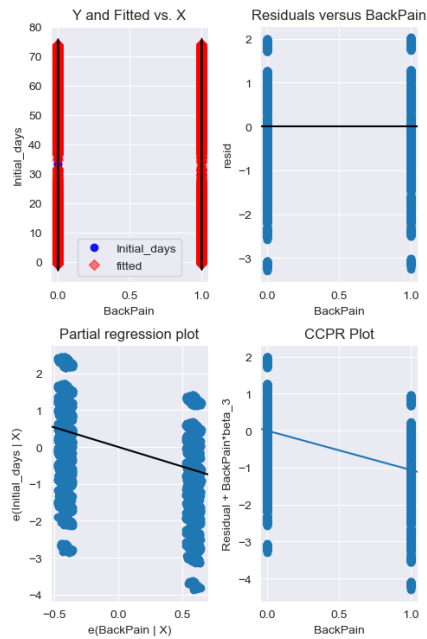 Y and Fitted vs. X
80
70
60
50
40
30
20
10
0
Initial_days
Initial_days
fitted
0.0 0.5 1.0
BackPain
Residuals versus BackPain
2
1
0
−1
−2
−3
resid
0.0 0.5 1.0
BackPain
Partial regression plot
2
1
0
−1
−2
−3
−4
e(Initial_days | X)
−0.5 0.0 0.5
e(BackPain | X)
CCPR Plot
2
1
0
−1
−2
−3
−4
Residual + BackPain*beta_3
0.0 0.5 1.0
BackPain